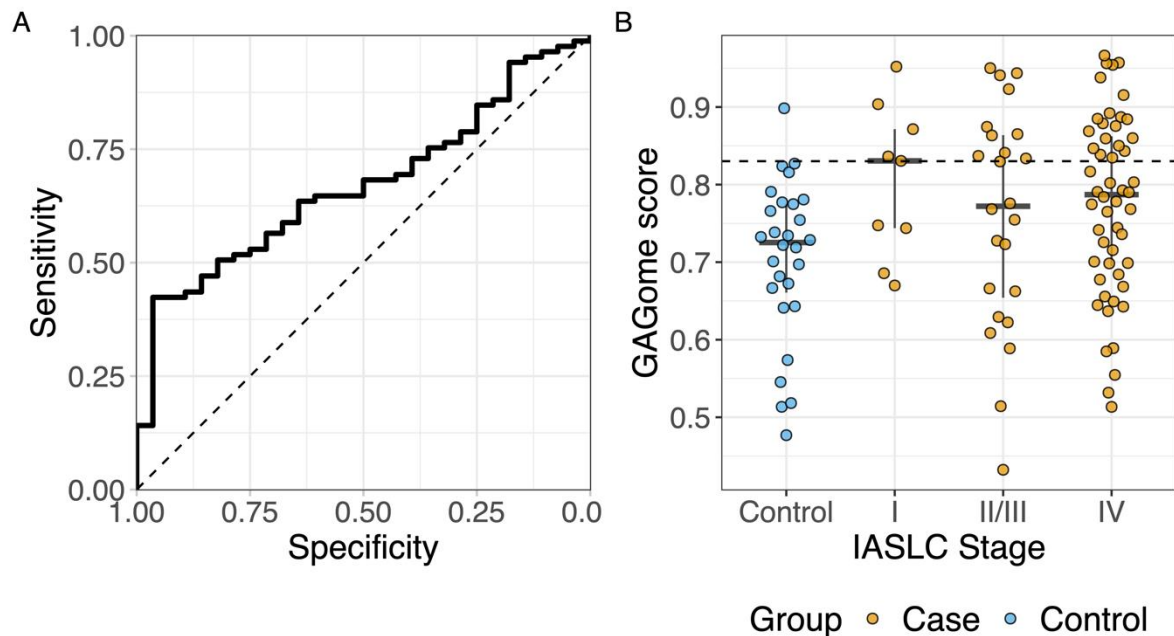 A
1.00
0.75
0.50
0.25
0.00
Sensitivity
1.00 0.75 0.50 0.25 0.0
Specificity
B
0.9
0.8
0.7
0.6
0.5
GAGome score
Control I II/III IV
IASLC Stage
Group Case Control